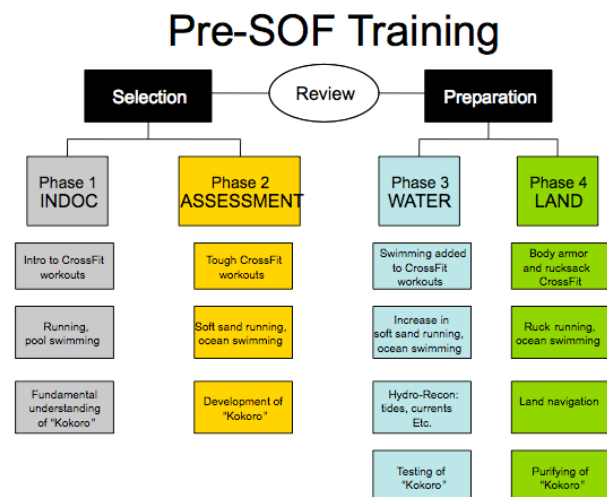 Pre-SOF Training
Selection
Review
Preparation
Phase 1
INDOC
Phase 2
ASSESSMENT
Phase 3
WATER
Phase 4
LAND
Intro to CrossFit
workouts
Tough CrossFit
workouts
Swimming added
to CrossFit
workouts
Body armor
and rucksack
CrossFit
Running,
pool swimming
Soft sand running,
ocean swimming
Increase in
soft sand running,
ocean swimming
Ruck running,
ocean swimming
Fundamental
understanding
of "Kokoro"
Development of
"Kokoro"
Hydro-Recon:
tides, currents
Etc.
Land navigation
Testing of
"Kokoro"
Purifying of
"Kokoro"